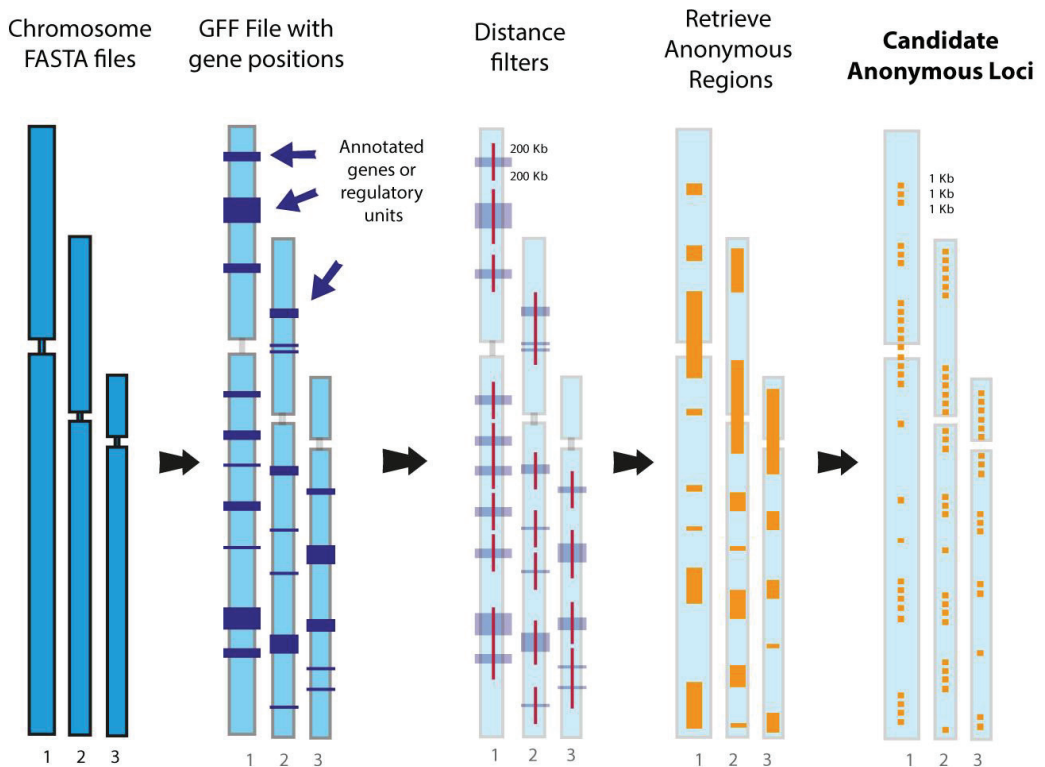 Chromosome
FASTA files
GFF File with
gene positions
Distance
filters
Retrieve
Anonymous
Regions
Candidate
Anonymous Loci
Annotated
genes or
regulatory
units
200 Kb
200 Kb
1 Kb
1 Kb
1 Kb
1 2 3
1 2 3
1 2 3
1 2 3
1 2 3